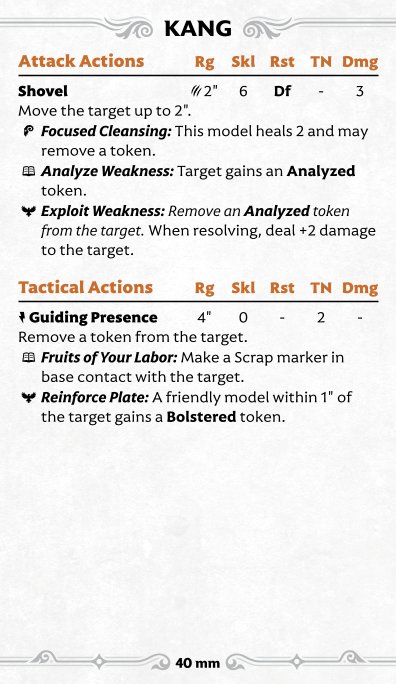 KANG
Attack Actions Rg Skl Rst TN Dmg
Shovel 2" 6 Df - 3
Move the target up to 2".
Focused Cleansing: This model heals 2 and may
remove a token.
Analyze Weakness: Target gains an Analyzed
token.
Exploit Weakness: Remove an Analyzed token
from the target. When resolving, deal +2 damage
to the target.
Tactical Actions Rg Skl Rst TN Dmg
Guiding Presence 4" 0 - 2 -
Remove a token from the target.
Fruits of Your Labor: Make a Scrap marker in
base contact with the target.
Reinforce Plate: A friendly model within 1" of
the target gains a Bolstered token.
40 mm